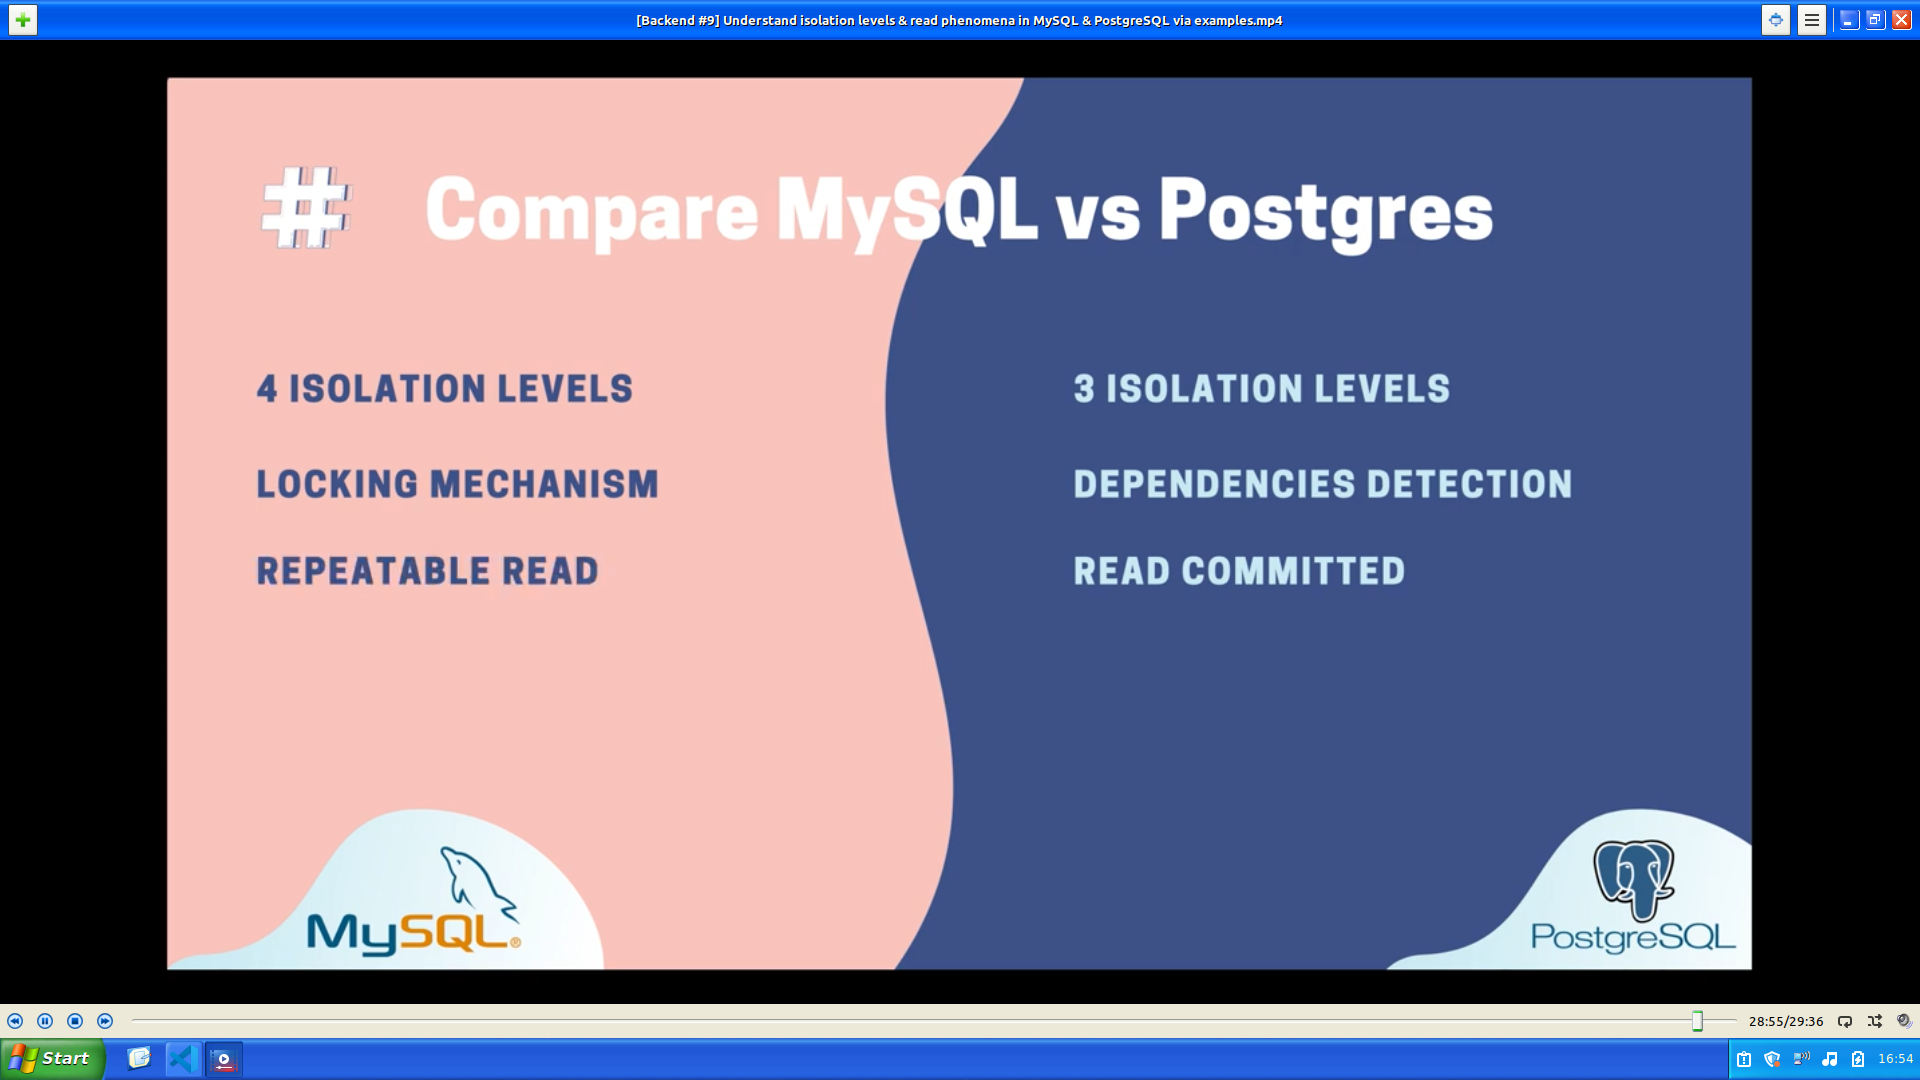 [Backend #9] Understand isolation levels & read phenomena in MySQL & PostgreSQL via examples.mp4
# Compare MySQL vs Postgres
4 ISOLATION LEVELS
3 ISOLATION LEVELS
LOCKING MECHANISM
DEPENDENCIES DETECTION
REPEATABLE READ
READ COMMITTED
MySQL®
PostgreSQL
28:55/29:36
Start
16:54